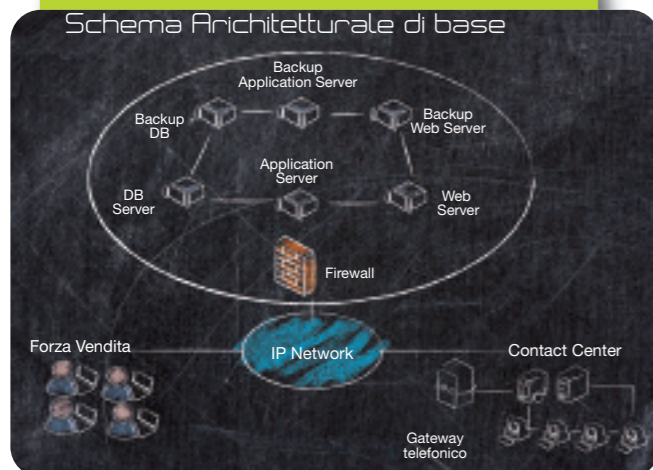 Schema Arichitetturale di base
Backup
Application Server
Backup
DB
Backup
Web Server
Application
Server
DB
Server
Web
Server
Firewall
Forza Vendita
IP Network
Contact Center
Gateway
telefonico